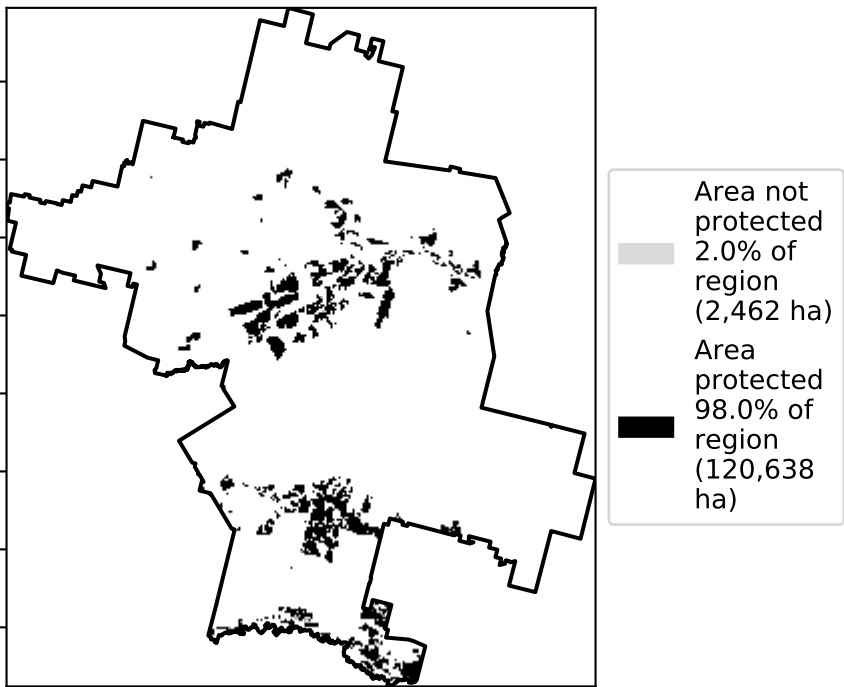 Area not
protected
2.0% of
region
(2,462 ha)
Area
protected
98.0% of
region
(120,638
ha)